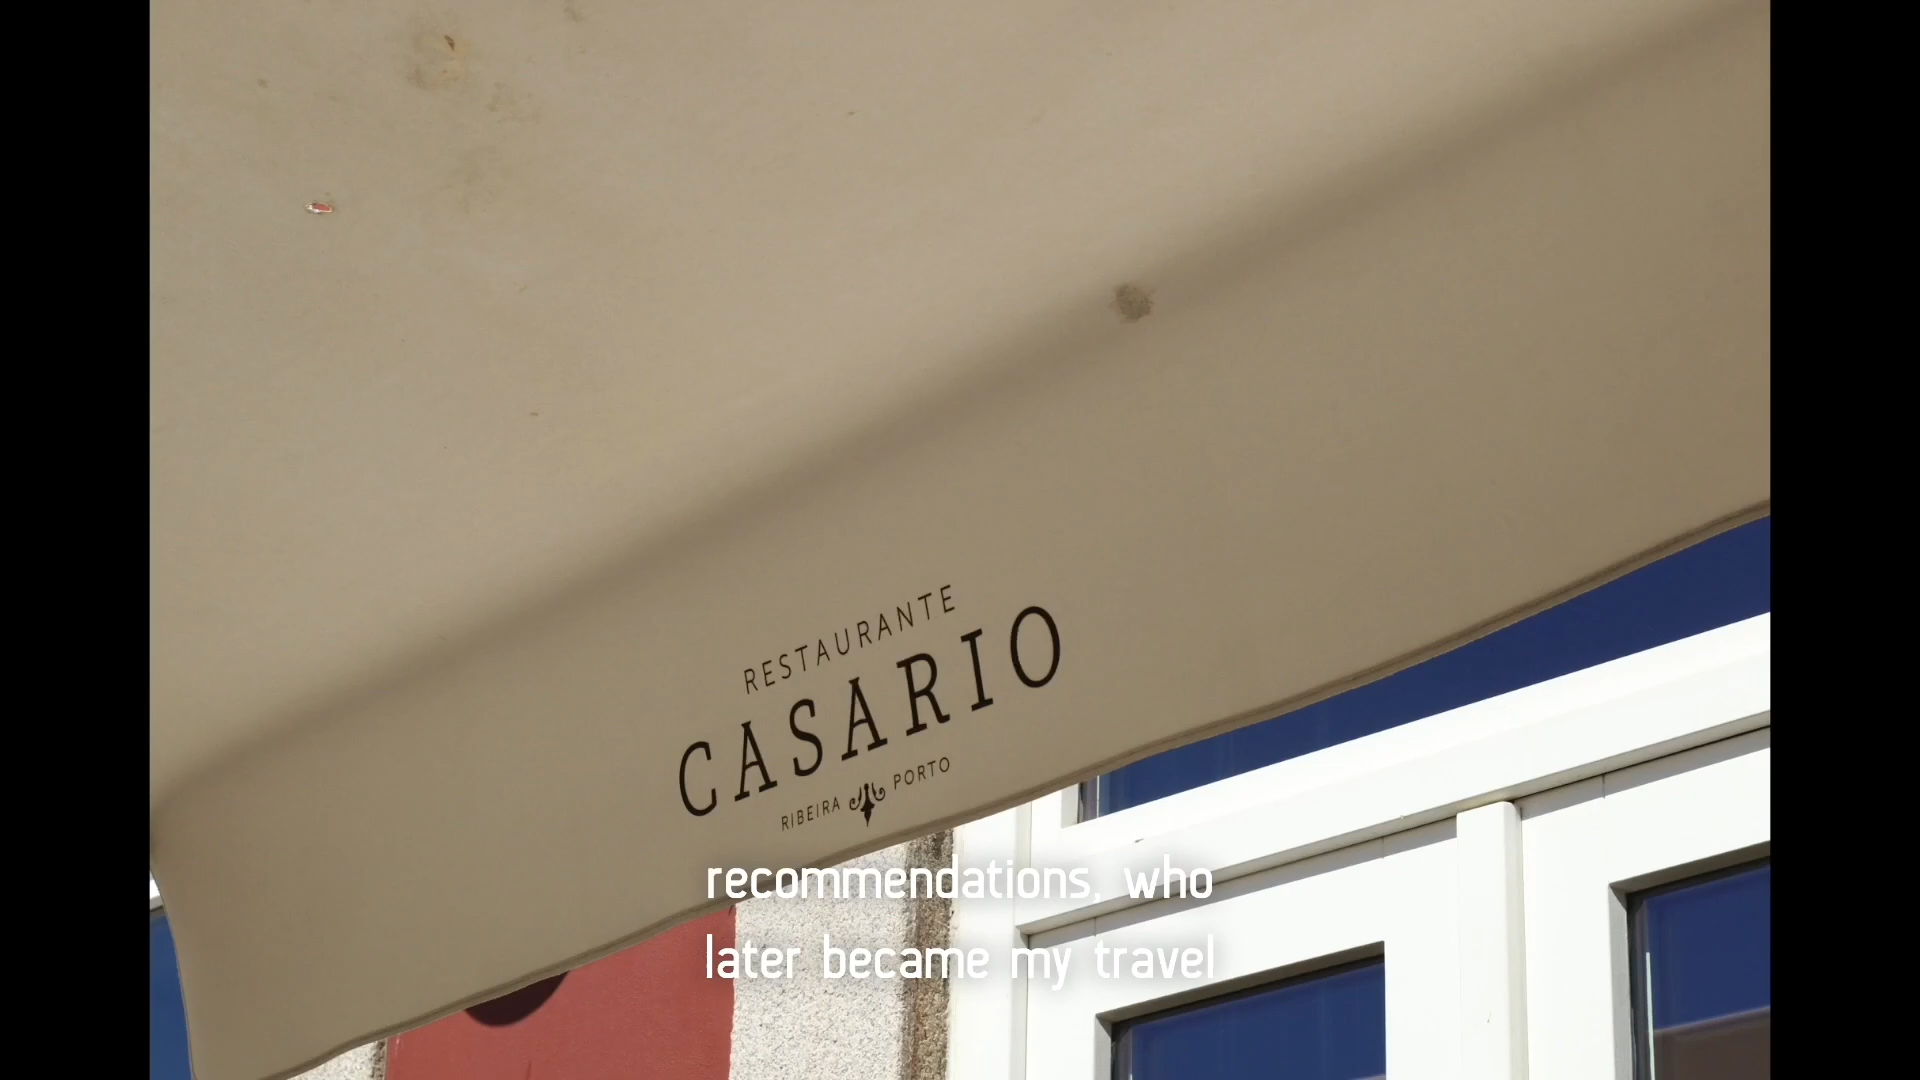 RESTAURANTE
CASARIO
RIBEIRA PORTO
recommendations, who
later became my travel